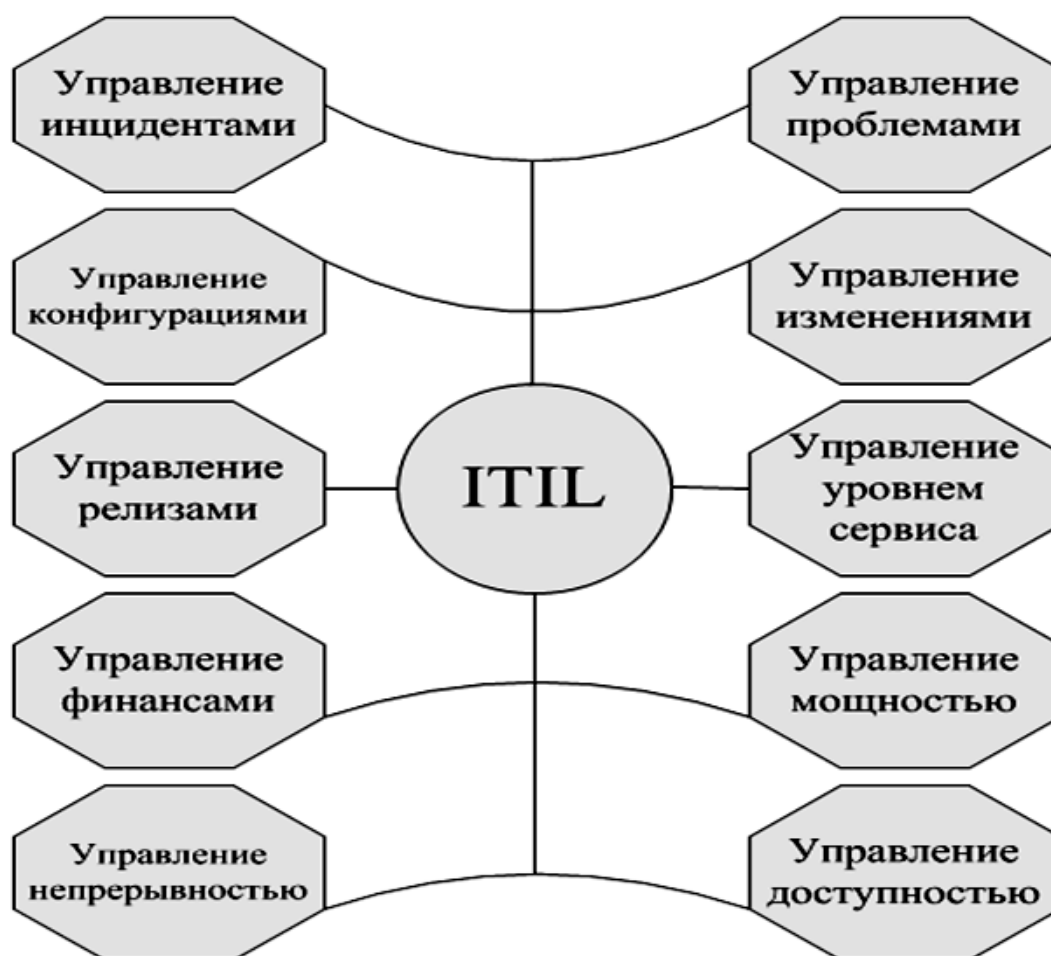 Управление
инцидентами
Управление
проблемами
Управление
конфигурациями
Управление
изменениями
Управление
релизами
ITIL
Управление
уровнем
сервиса
Управление
финансами
Управление
мощностью
Управление
непрерывностью
Управление
доступностью